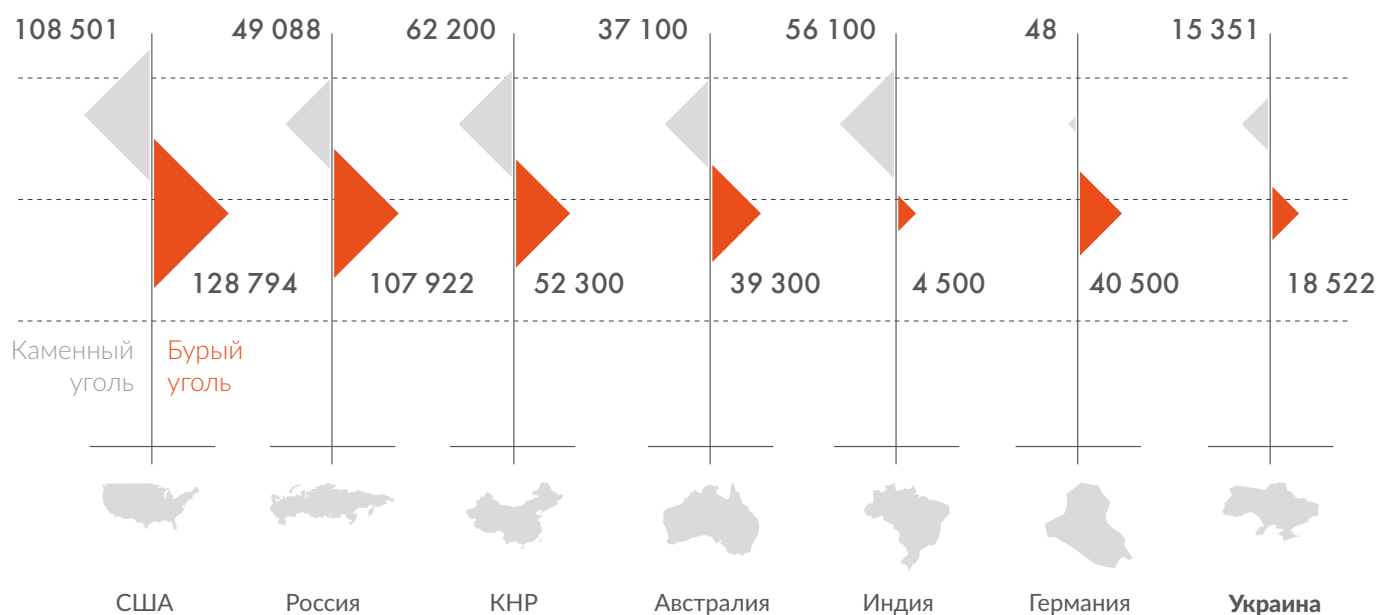 108 501 49 088 62 200 37 100 56 100 48 15 351
128 794 107 922 52 300 39 300 4 500 40 500 18 522
Каменный
уголь
Бурый
уголь
США Россия КНР Австралия Индия Германия Украина